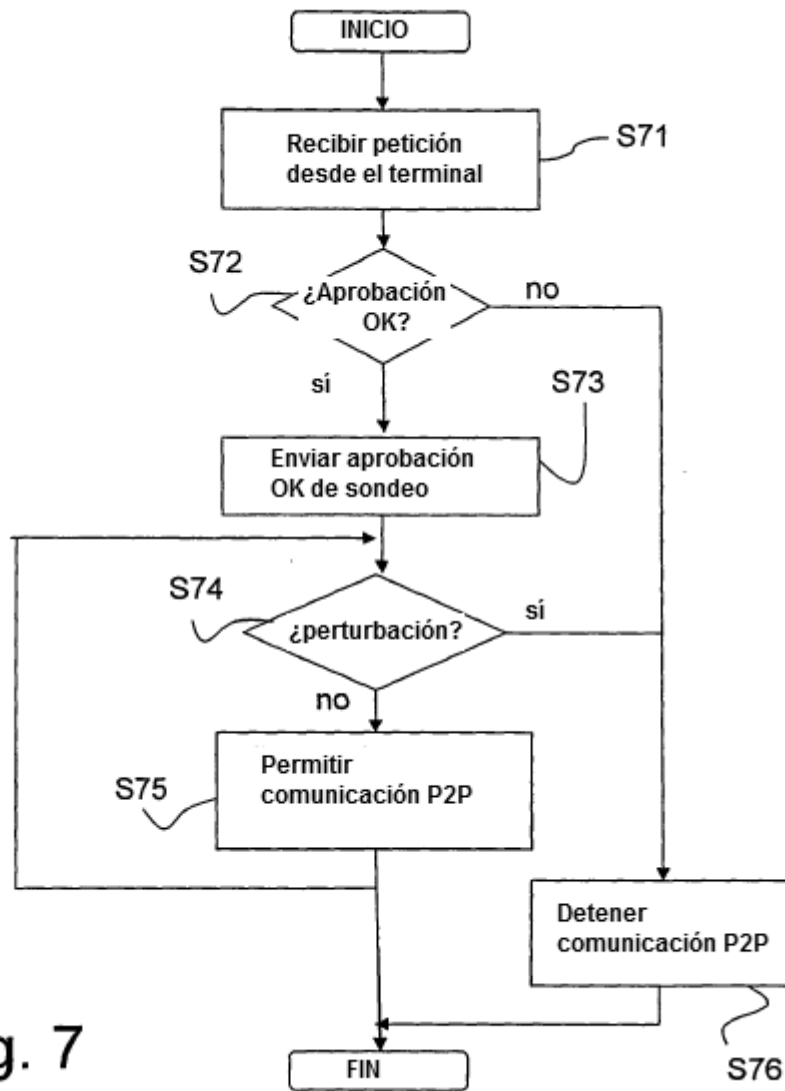 INICIO
Recibir petición
desde el terminal
S71
S72
¿Aprobación
OK?
no
sí
S73
Enviar aprobación
OK de sondeo
S74
¿perturbación?
sí
no
Permitir
comunicación P2P
S75
Detener
comunicación P2P
g. 7
FIN
S76